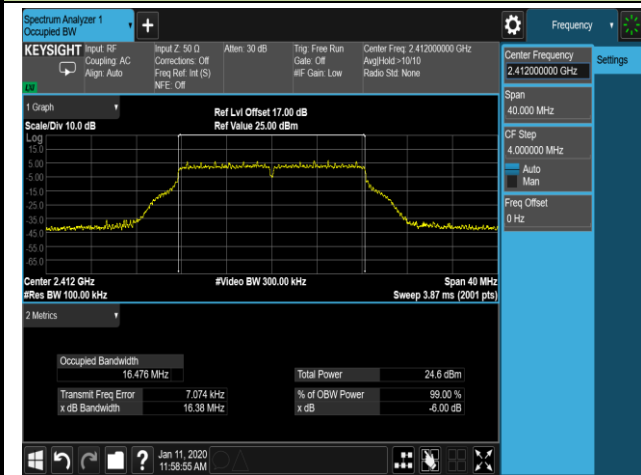 Spectrum Analyzer 1
Occupied BW
Frequency
KEYSIGHT
Input: RF
Coupling: AC
Align: Auto
Input Z: 50 Ω
Corrections: Off
Freq Ref: Int (S)
NFE: Off
Atten: 30 dB
Trig: Free Run
Gate: Off
#IF Gain: Low
Center Freq: 2.412000000 GHz
Avg|Hold:>10/10
Radio Std: None
Center Frequency
2.412000000 GHz
Settings
Span
40.000 MHz
CF Step
4.000000 MHz
Auto
Man
Freq Offset
0 Hz
1 Graph
Scale/Div 10.0 dB
Ref Lvl Offset 17.00 dB
Ref Value 25.00 dBm
Log
15.0
5.00
-5.00
-15.0
-25.0
-35.0
-45.0
-55.0
-65.0
Center 2.412 GHz
#Video BW 300.00 kHz
Span 40 MHz
#Res BW 100.00 kHz
Sweep 3.87 ms (2001 pts)
2 Metrics
Occupied Bandwidth
16.476 MHz
Total Power 24.6 dBm
Transmit Freq Error 7.074 kHz
% of OBW Power 99.00 %
x dB Bandwidth 16.38 MHz
x dB -6.00 dB
?
Jan 11, 2020
11:58:55 AM